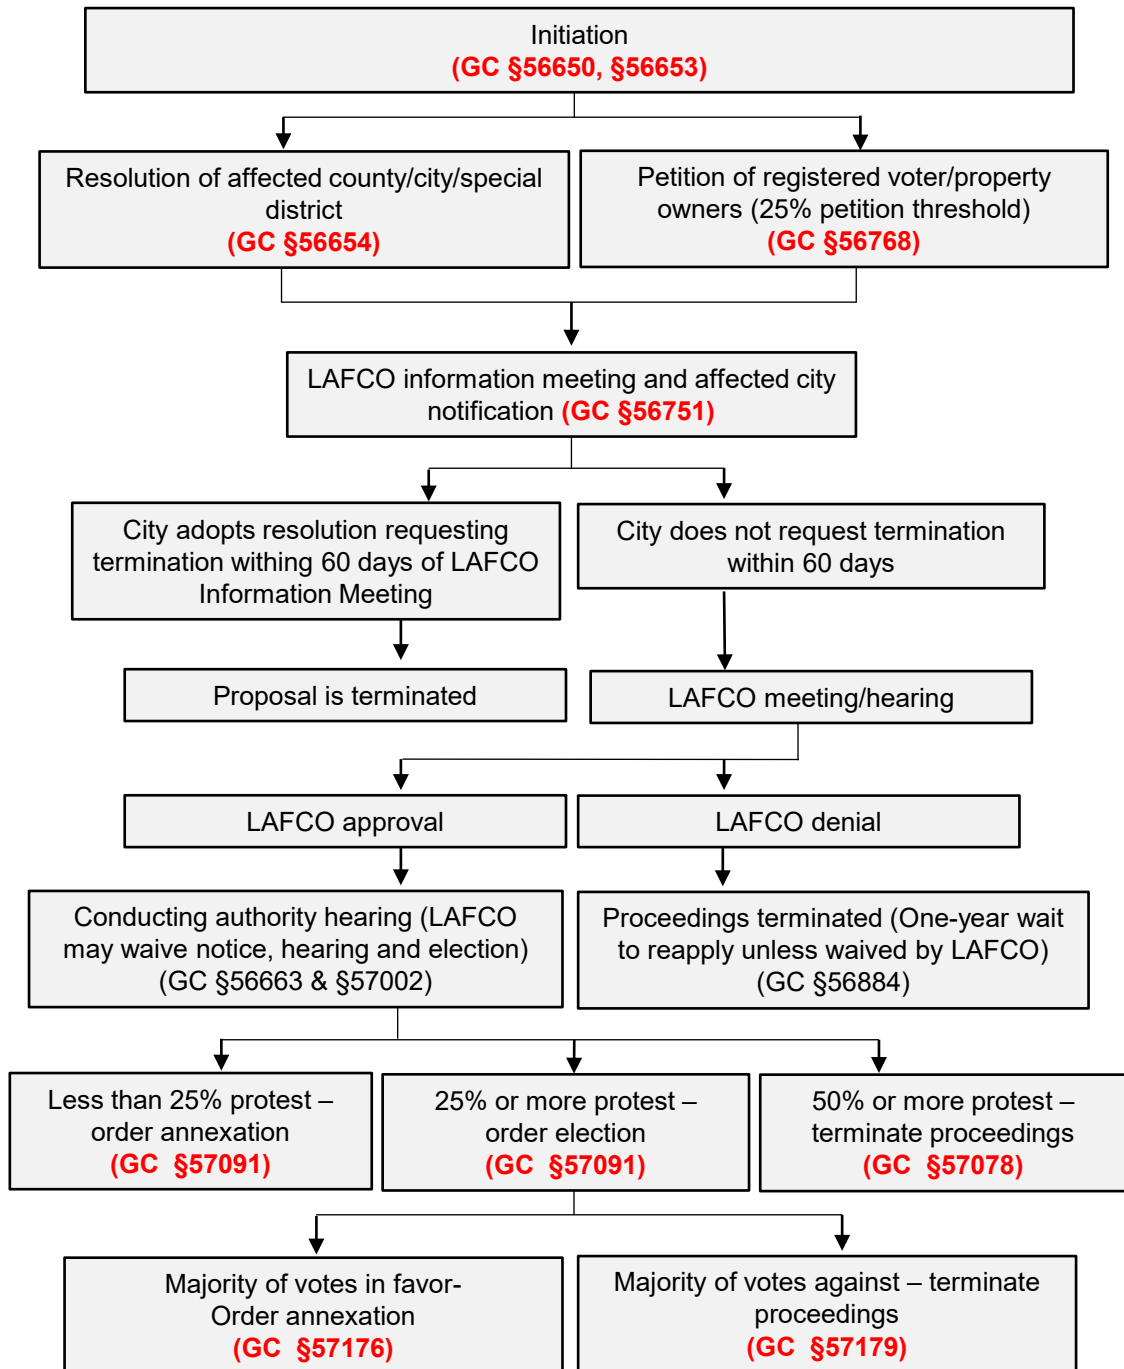 Initiation
(GC §56650, §56653)
Resolution of affected county/city/special
district
(GC §56654)
Petition of registered voter/property
owners (25% petition threshold)
(GC §56768)
LAFCO information meeting and affected city
notification (GC §56751)
City adopts resolution requesting
termination withing 60 days of LAFCO
Information Meeting
City does not request termination
within 60 days
Proposal is terminated
LAFCO meeting/hearing
LAFCO approval
LAFCO denial
Conducting authority hearing (LAFCO
may waive notice, hearing and election)
(GC §56663 & §57002)
Proceedings terminated (One-year wait
to reapply unless waived by LAFCO)
(GC §56884)
Less than 25% protest –
order annexation
(GC §57091)
25% or more protest –
order election
(GC §57091)
50% or more protest –
terminate proceedings
(GC §57078)
Majority of votes in favor-
Order annexation
(GC §57176)
Majority of votes against – terminate
proceedings
(GC §57179)